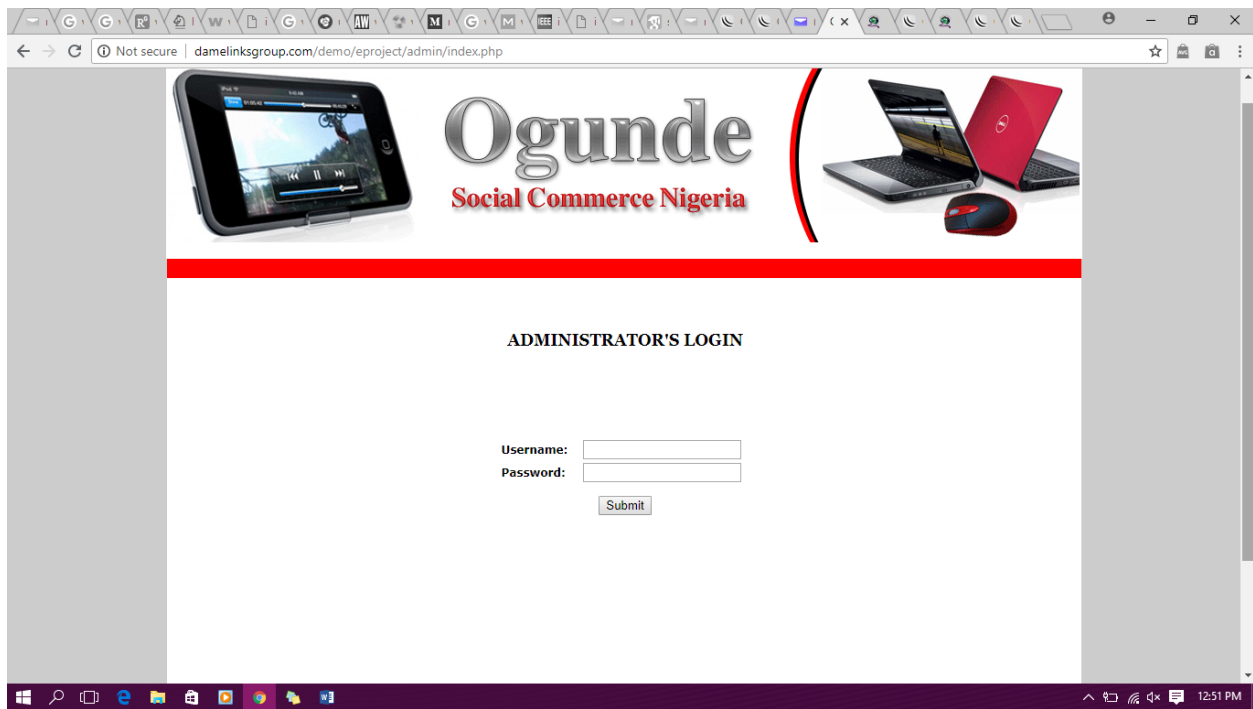 Not secure | damelinksgroup.com/demo/eproject/admin/index.php
Ogunde
Social Commerce Nigeria
ADMINISTRATOR'S LOGIN
Username:
Password:
Submit
12:51 PM